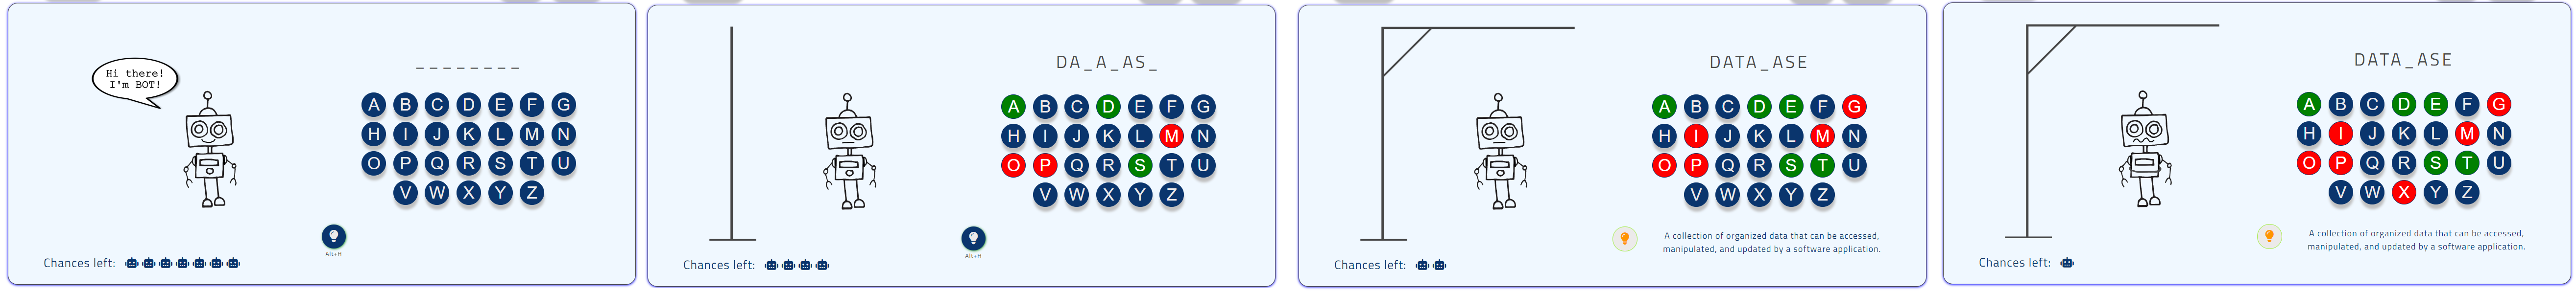 Hi there!
I'm BOT!
_ _ _ _ _ _ _ _
A B C D E F G
H I J K L M N
O P Q R S T U
V W X Y Z
Alt+H
Chances left:
DA_A_AS_
A B C D E F G
H I J K L M N
O P Q R S T U
V W X Y Z
Alt+H
Chances left:
DATA_ASE
A B C D E F G
H I J K L M N
O P Q R S T U
V W X Y Z
A collection of organized data that can be accessed,
manipulated, and updated by a software application.
Chances left:
DATA_ASE
A B C D E F G
H I J K L M N
O P Q R S T U
V W X Y Z
A collection of organized data that can be accessed,
manipulated, and updated by a software application.
Chances left: